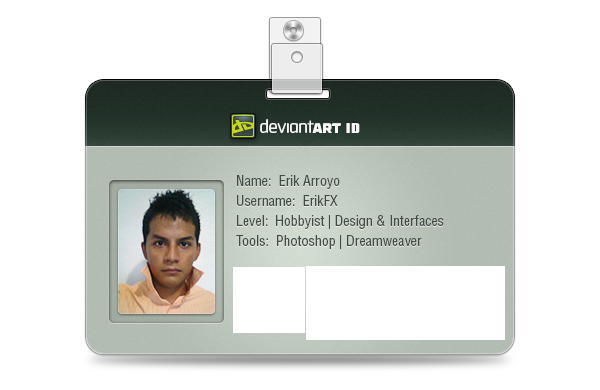 deviantART ID
Name: Erik Arroyo
Username: ErikFX
Level: Hobbyist | Design & Interfaces
Tools: Photoshop | Dreamweaver